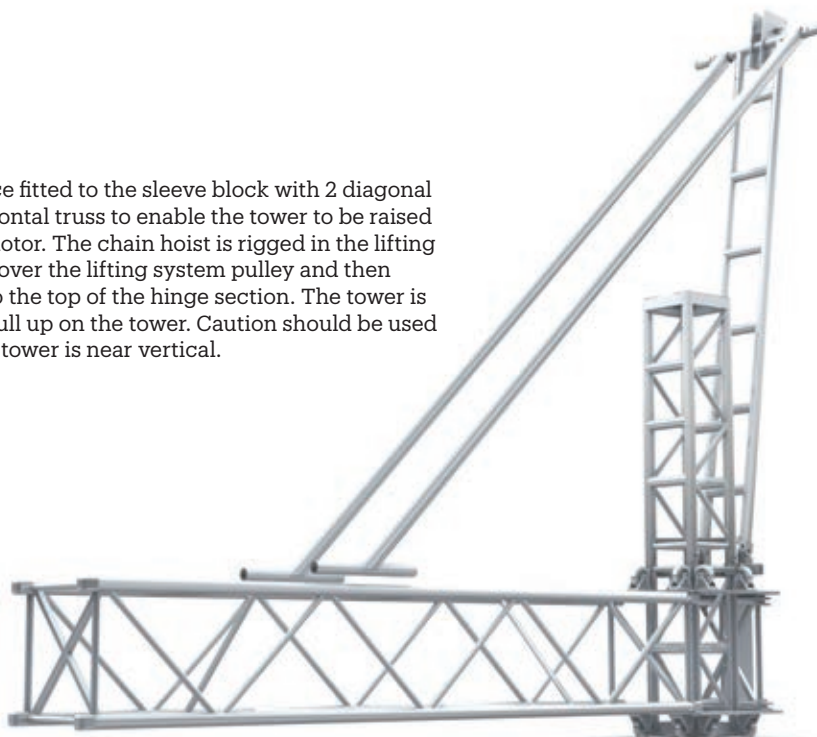 e fitted to the sleeve block with 2 diagonal
ontal truss to enable the tower to be raised
otor. The chain hoist is rigged in the lifting
over the lifting system pulley and then
o the top of the hinge section. The tower is
ull up on the tower. Caution should be used
tower is near vertical.